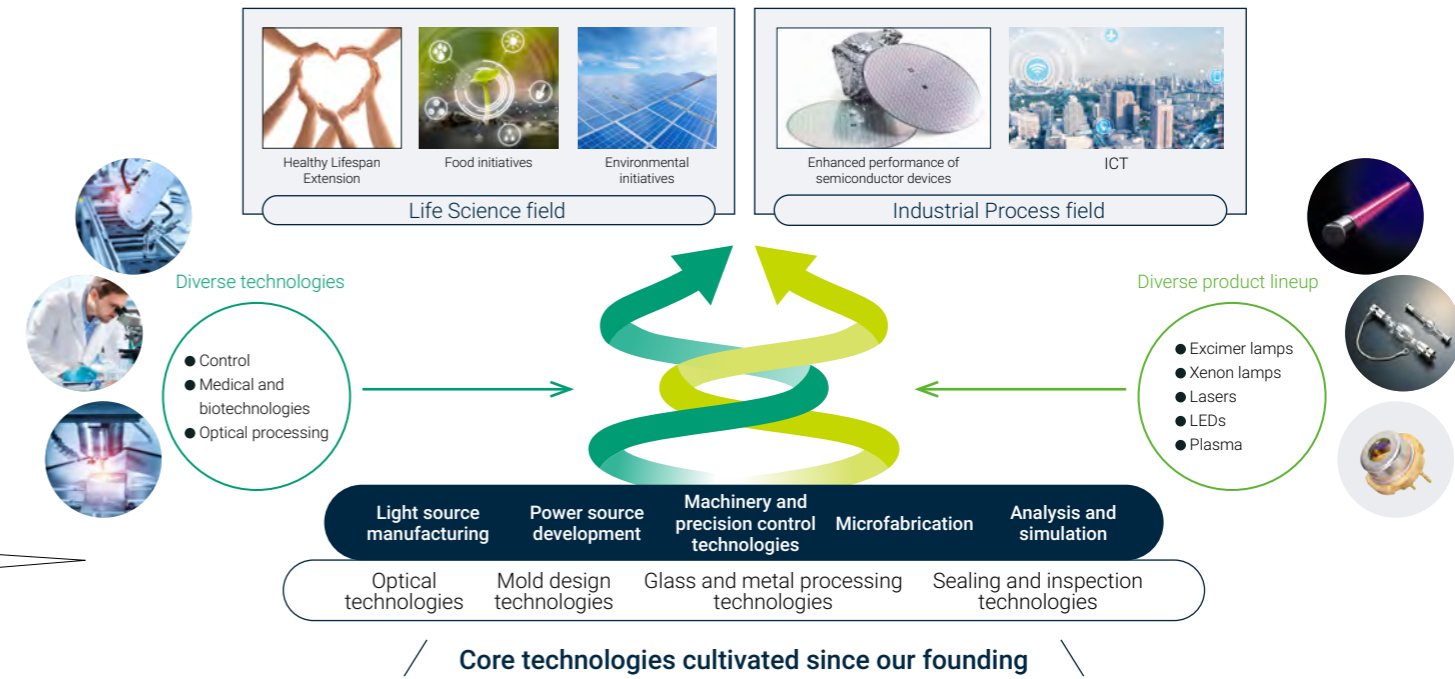 Healthy Lifespan
Extension
Food initiatives
Environmental
initiatives
Life Science field
Enhanced performance of
semiconductor devices
ICT
Industrial Process field
Diverse technologies
● Control
● Medical and
biotechnologies
● Optical processing
Diverse product lineup
● Excimer lamps
● Xenon lamps
● Lasers
● LEDs
● Plasma
Light source
manufacturing
Power source
development
Machinery and
precision control
technologies
Microfabrication
Analysis and
simulation
Optical
technologies
Mold design
technologies
Glass and metal processing
technologies
Sealing and inspection
technologies
Core technologies cultivated since our founding